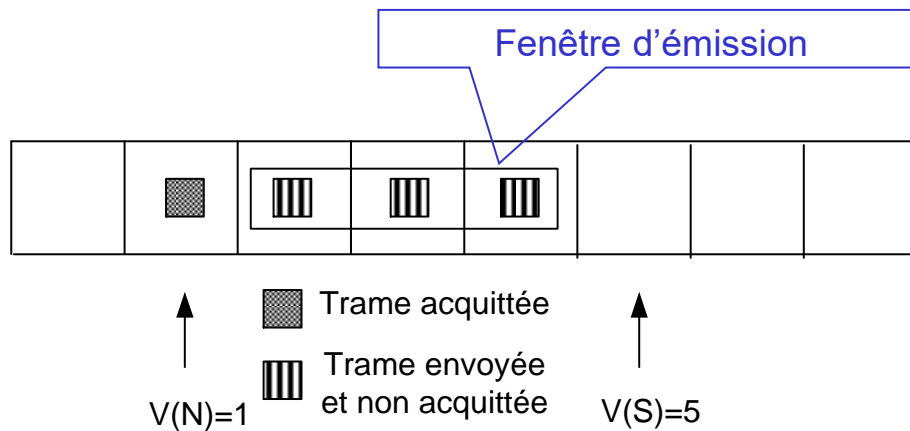 Fenêtre d’émission
Trame acquittée
Trame envoyée
et non acquittée
V(N)=1
V(S)=5